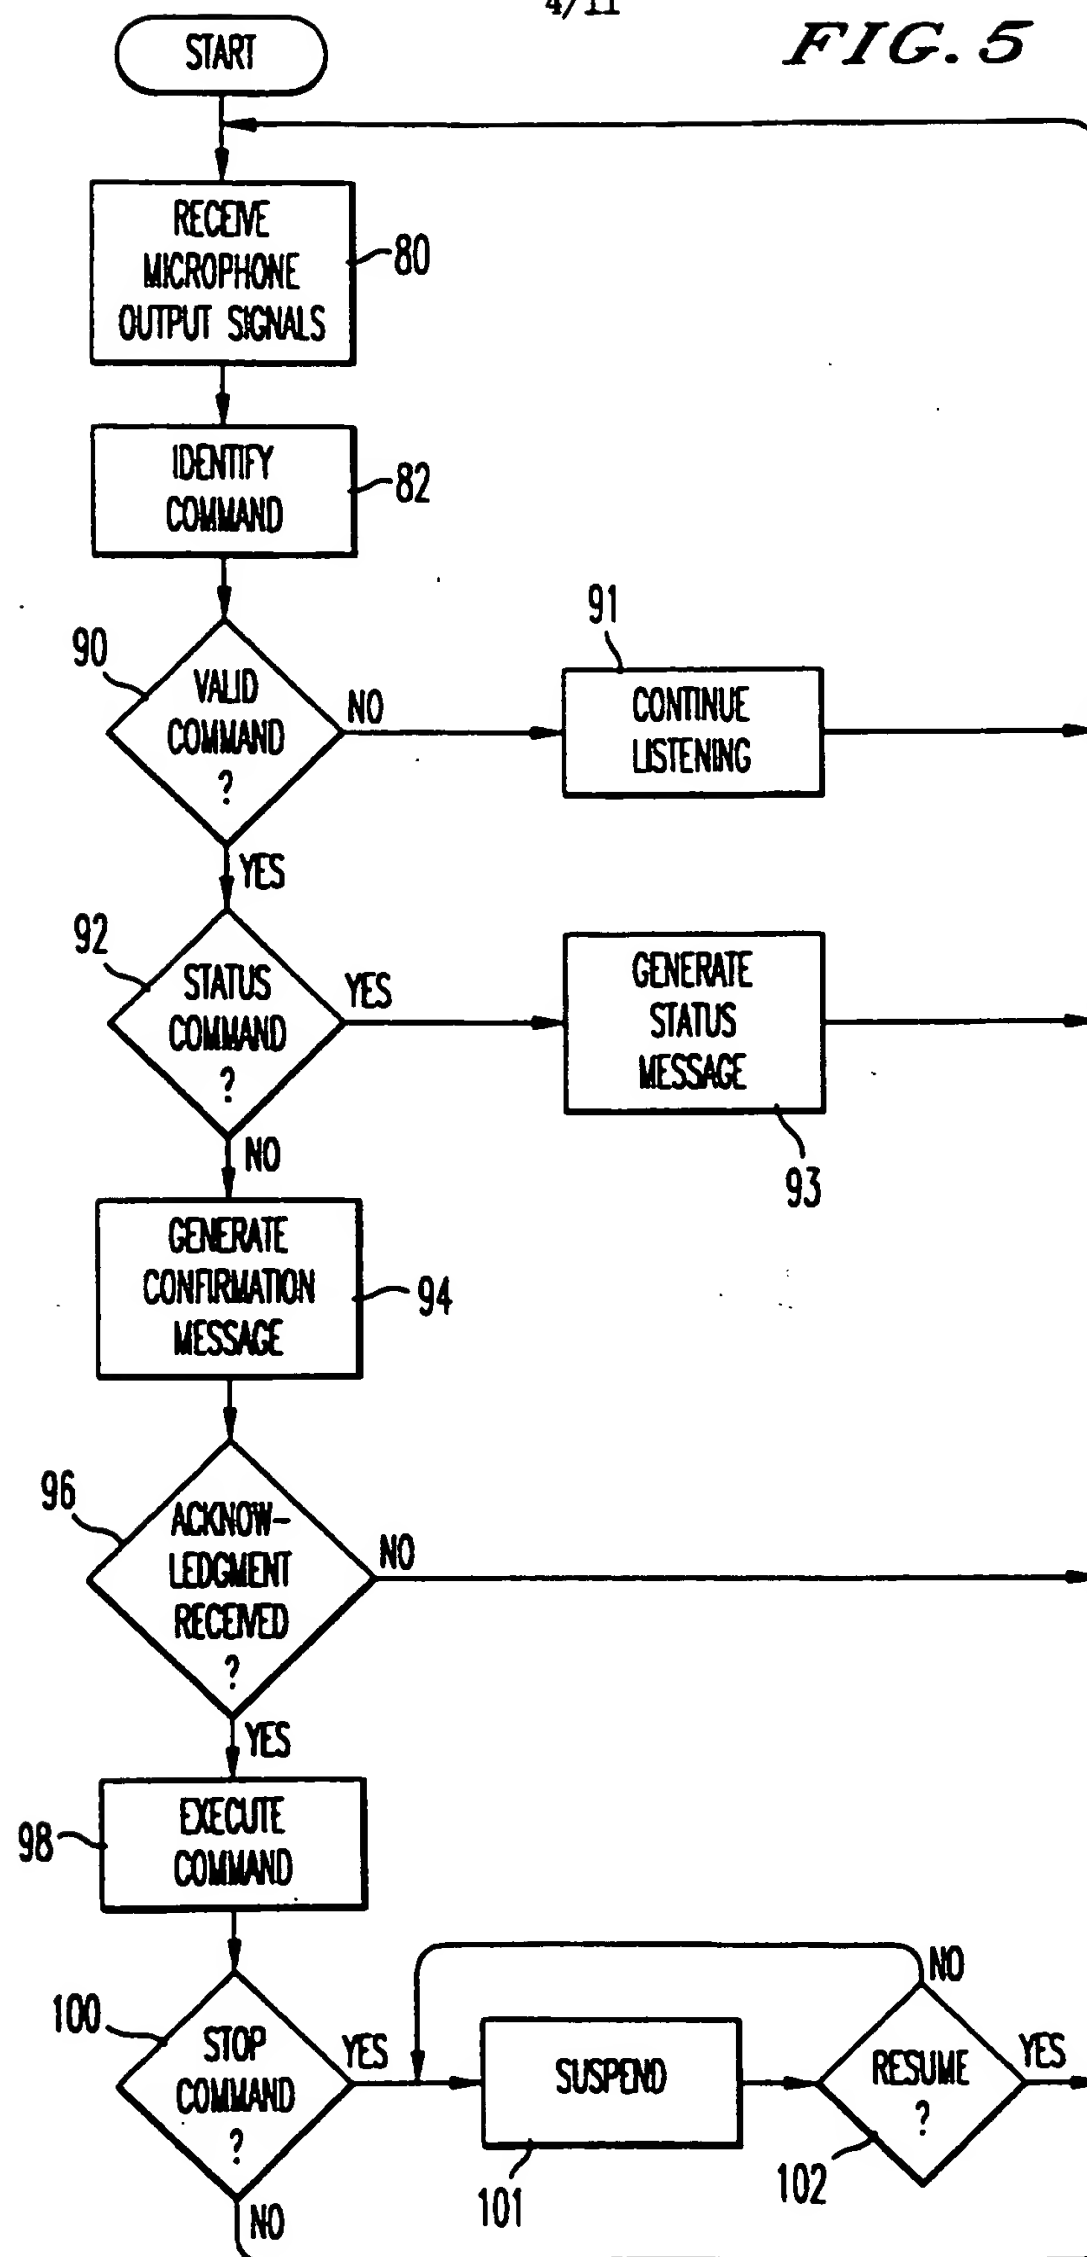 4/11
FIG. 5
START
RECEIVE
MICROPHONE
OUTPUT SIGNALS
80
IDENTIFY
COMMAND
82
90
VALID
COMMAND
?
NO
91
CONTINUE
LISTENING
YES
92
STATUS
COMMAND
?
YES
GENERATE
STATUS
MESSAGE
93
NO
GENERATE
CONFIRMATION
MESSAGE
94
96
ACKNOW-
LEDGMENT
RECEIVED
?
NO
YES
98
EXECUTE
COMMAND
100
STOP
COMMAND
?
YES
SUSPEND
101
NO
RESUME
?
102
YES
NO